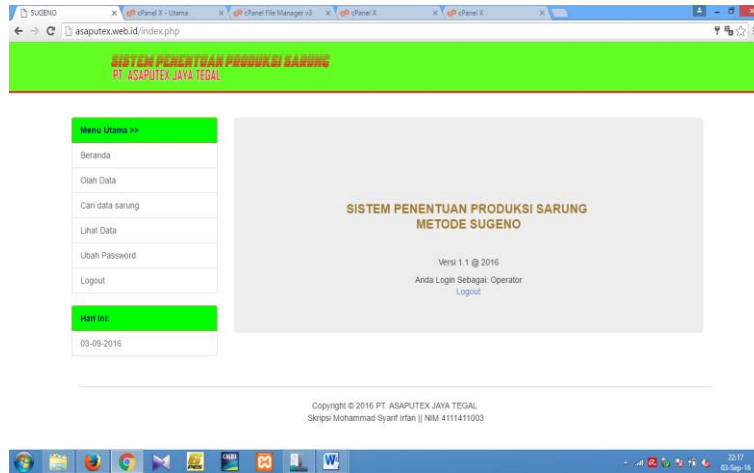 SUGENO
cPanel X - Utama
cPanel File Manager v3
cPanel X
cPanel X
asaputex.web.id/index.php
SISTEM PENENTUAN PRODUKSI SARUNG
PT. ASAPUTEX JAYA TEGAL
Menu Utama >>
Beranda
Olah Data
Cari data sarung
Lihat Data
Ubah Password
Logout
Hari Ini:
03-09-2016
SISTEM PENENTUAN PRODUKSI SARUNG
METODE SUGENO
Versi 1.1 @ 2016
Anda Login Sebagai: Operator
Logout
Copyright © 2016 PT. ASAPUTEX JAYA TEGAL
Skripsi Mohammad Syarif Irfan || NIM 4111411003
22:17
03-Sep-16